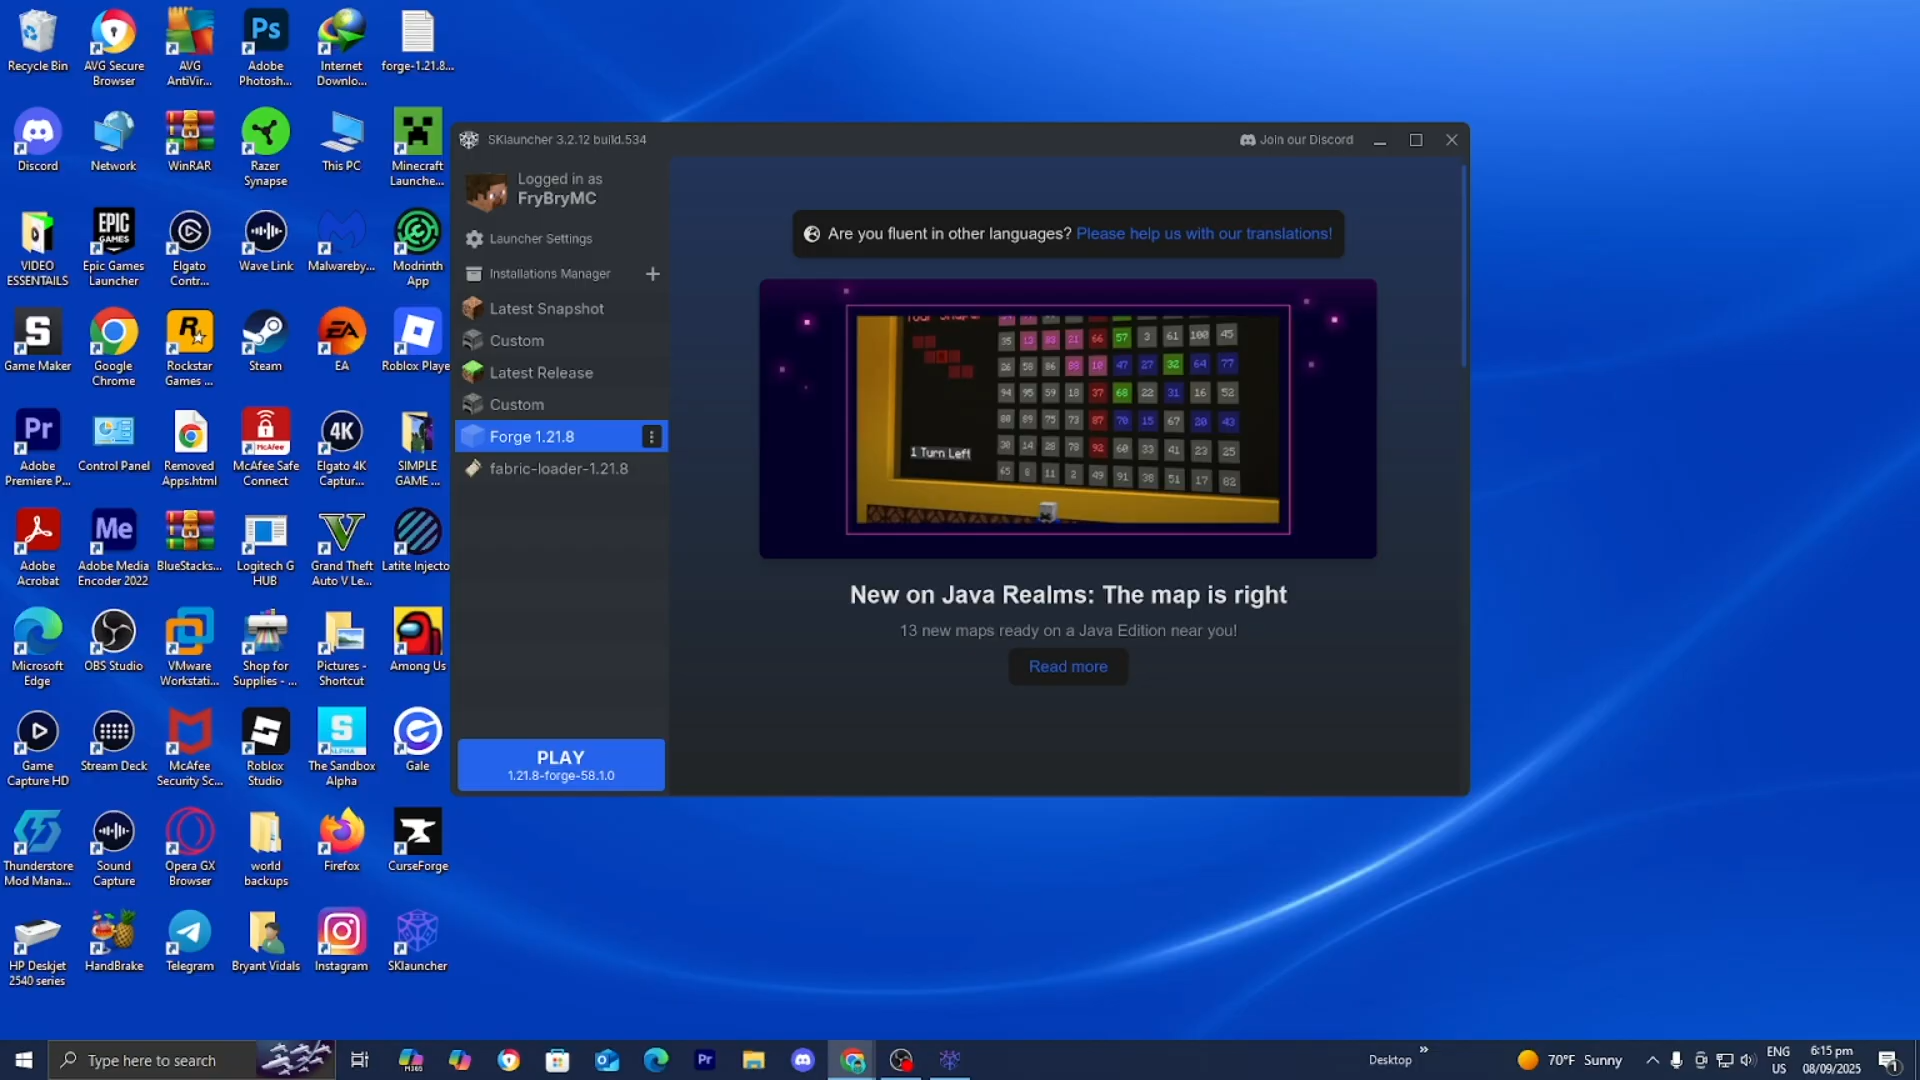 Recycle Bin
AVG Secure
Browser
AVG
AntiVir...
Adobe
Photosh...
Internet
Downlo...
forge-1.21.8...
Discord
Network
WinRAR
Razer
Synapse
This PC
Minecraft
Launche...
VIDEO
ESSENTAILS
Epic Games
Launcher
Elgato
Contr...
Wave Link
Malwareby...
Modrinth
App
Game Maker
Google
Chrome
Rockstar
Games ...
Steam
EA
Roblox Playe
Adobe
Premiere P...
Control Panel
Removed
Apps.html
McAfee Safe
Connect
Elgato 4K
Captur...
SIMPLE
GAME ...
Adobe
Acrobat
Adobe Media
Encoder 2022
BlueStacks...
Logitech G
HUB
Grand Theft
Auto V Le...
Latite Injecto
Microsoft
Edge
OBS Studio
VMware
Workstati...
Shop for
Supplies - ...
Pictures -
Shortcut
Among Us
Game
Capture HD
Stream Deck
McAfee
Security Sc...
Roblox
Studio
The Sandbox
Alpha
Gale
Thunderstore
Mod Mana...
Sound
Capture
Opera GX
Browser
world
backups
Firefox
CurseForge
HP Deskjet
2540 series
HandBrake
Telegram
Bryant Vidals
Instagram
SKlauncher
SKlauncher 3.2.12 build.534
Join our Discord
Logged in as
FryBryMC
Launcher Settings
Installations Manager
Latest Snapshot
Custom
Latest Release
Custom
Forge 1.21.8
fabric-loader-1.21.8
PLAY
1.21.8-forge-58.1.0
Are you fluent in other languages? Please help us with our translations!
1 Turn Left
New on Java Realms: The map is right
13 new maps ready on a Java Edition near you!
Read more
Type here to search
Desktop
70°F Sunny
ENG
US
6:15 pm
08/09/2025